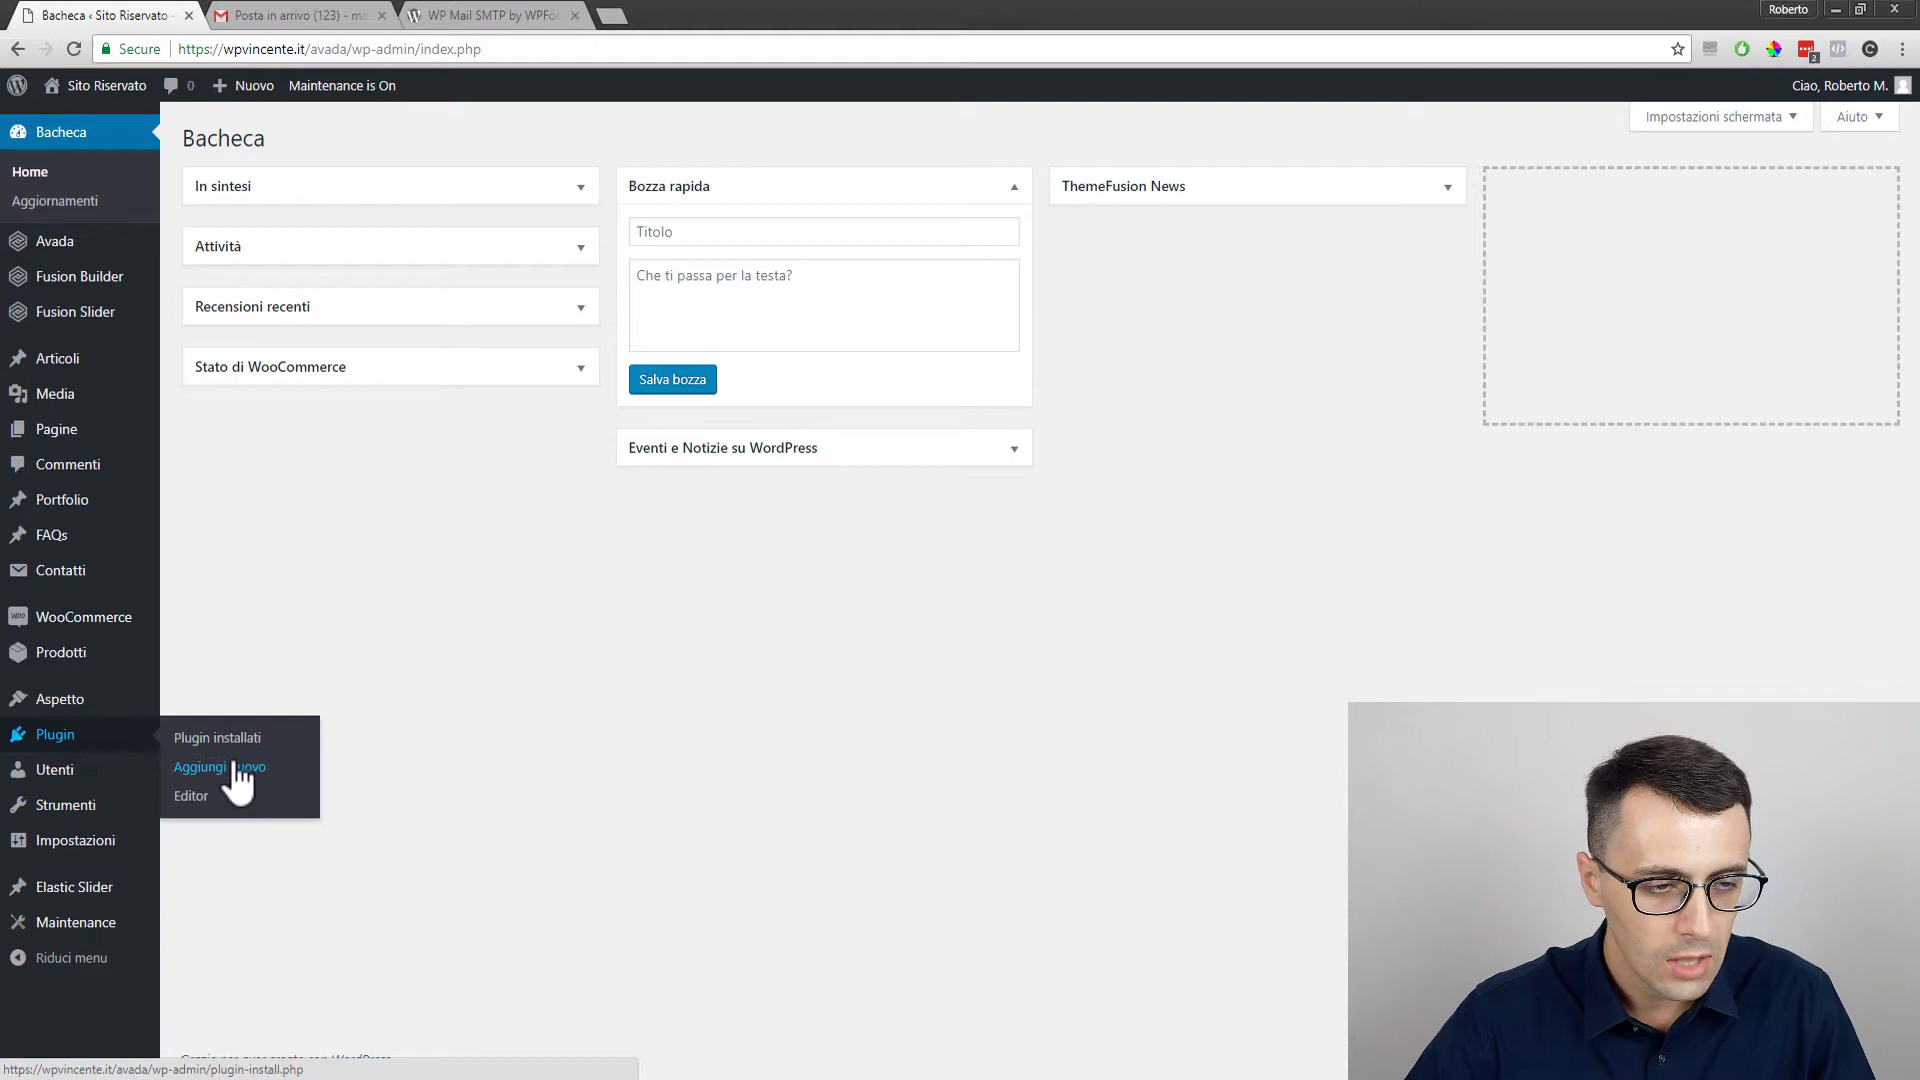 Bacheca ‹ Sito Riservato
Posta in arrivo (123) - ma
WP Mail SMTP by WPFo
Roberto
Secure
https://wpvincente.it/avada/wp-admin/index.php
2
Sito Riservato
0
Nuovo
Maintenance is On
Ciao, Roberto M.
Impostazioni schermata
Aiuto
Bacheca
Home
Aggiornamenti
Avada
Fusion Builder
Fusion Slider
Articoli
Media
Pagine
Commenti
Portfolio
FAQs
Contatti
WooCommerce
Prodotti
Aspetto
Plugin
Utenti
Strumenti
Impostazioni
Elastic Slider
Maintenance
Riduci menu
Plugin installati
Aggiungi
Editor
Bacheca
In sintesi
Attività
Recensioni recenti
Stato di WooCommerce
Bozza rapida
Titolo
Che ti passa per la testa?
Salva bozza
Eventi e Notizie su WordPress
ThemeFusion News
https://wpvincente.it/avada/wp-admin/plugin-install.php